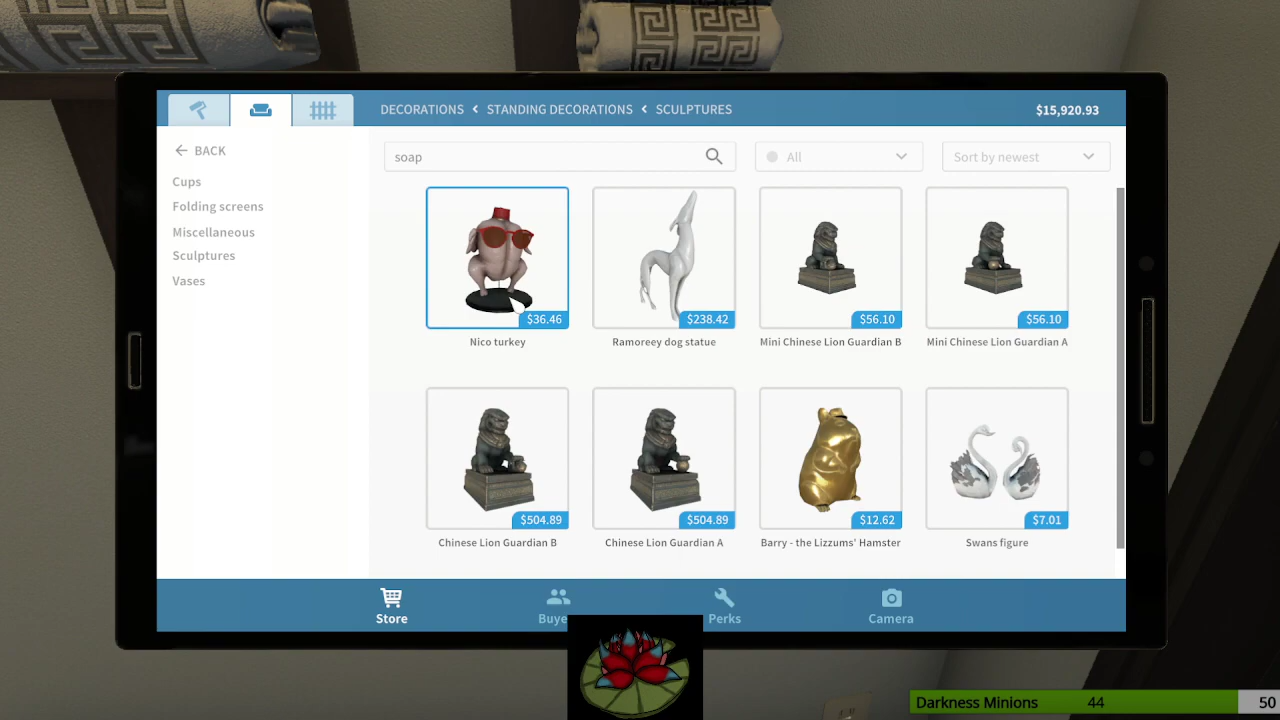 DECORATIONS < STANDING DECORATIONS < SCULPTURES
$15,920.93
BACK
soap
All
Sort by newest
Cups
Folding screens
Miscellaneous
Sculptures
Vases
$36.46
$238.42
$56.10
$56.10
Nico turkey
Ramoreey dog statue
Mini Chinese Lion Guardian B
Mini Chinese Lion Guardian A
$504.89
$504.89
$12.62
$7.01
Chinese Lion Guardian B
Chinese Lion Guardian A
Barry - the Lizzums' Hamster
Swans figure
Store
Buye
Perks
Camera
Darkness Minions 44 50